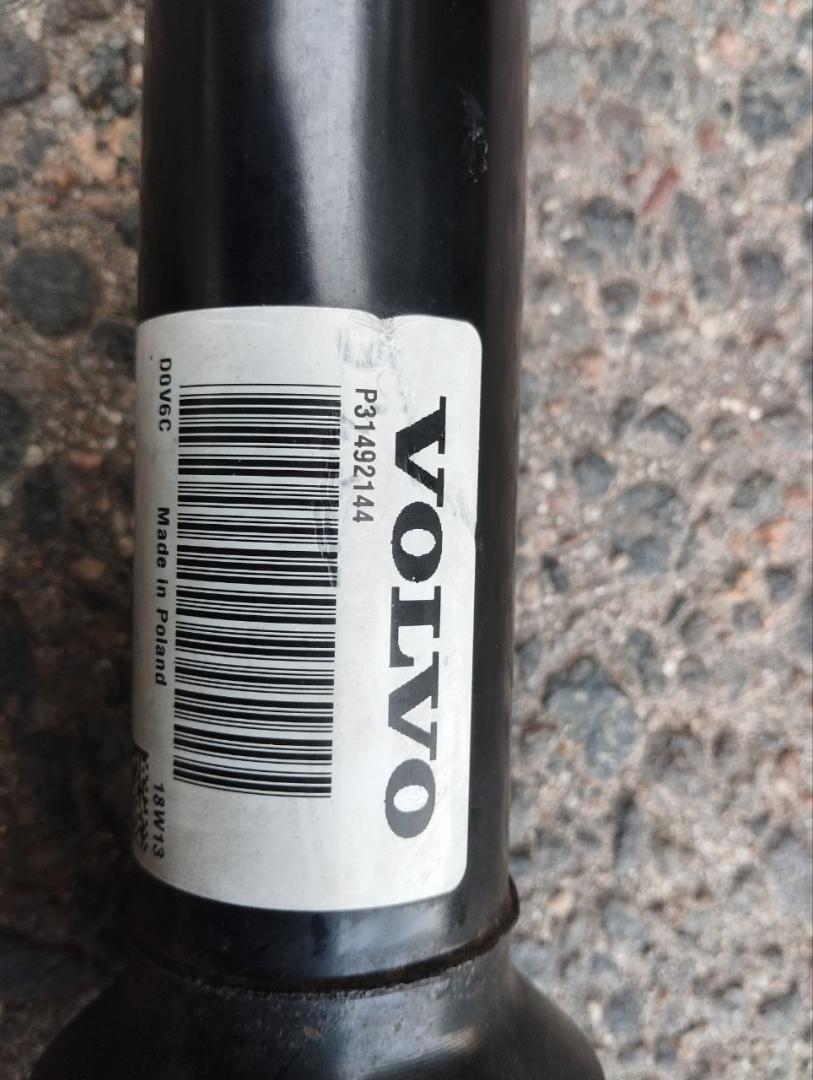 VOLVO
P31492144
D0V6C Made in Poland 18W13